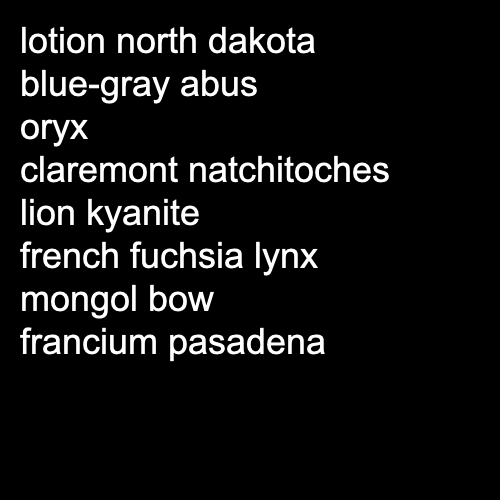 lotion north dakota
blue-gray abus
oryx
claremont natchitoches
lion kyanite
french fuchsia lynx
mongol bow
francium pasadena